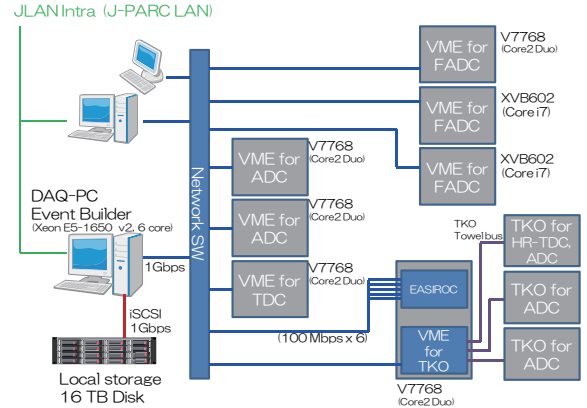 JLAN Intra (J-PARC LAN)
V7768
(Core2 Duo)
VME for
FADC
XVB602
(Core i7)
VME for
FADC
XVB602
(Core i7)
VME for
FADC
V7768
(Core2 Duo)
VME for
ADC
V7768
(Core2 Duo)
VME for
ADC
V7768
(Core2 Duo)
VME for
TDC
Network SW
DAQ-PC
Event Builder
(Xeon E5-1650 v2, 6 core)
1Gbps
iSCSI
1Gbps
Local storage
16 TB Disk
(100 Mbps x 6)
EASIROC
VME
for
TKO
V7768
(Core2 Duo)
TKO
Towel bus
TKO for
HR-TDC,
ADC
TKO for
ADC
TKO for
ADC